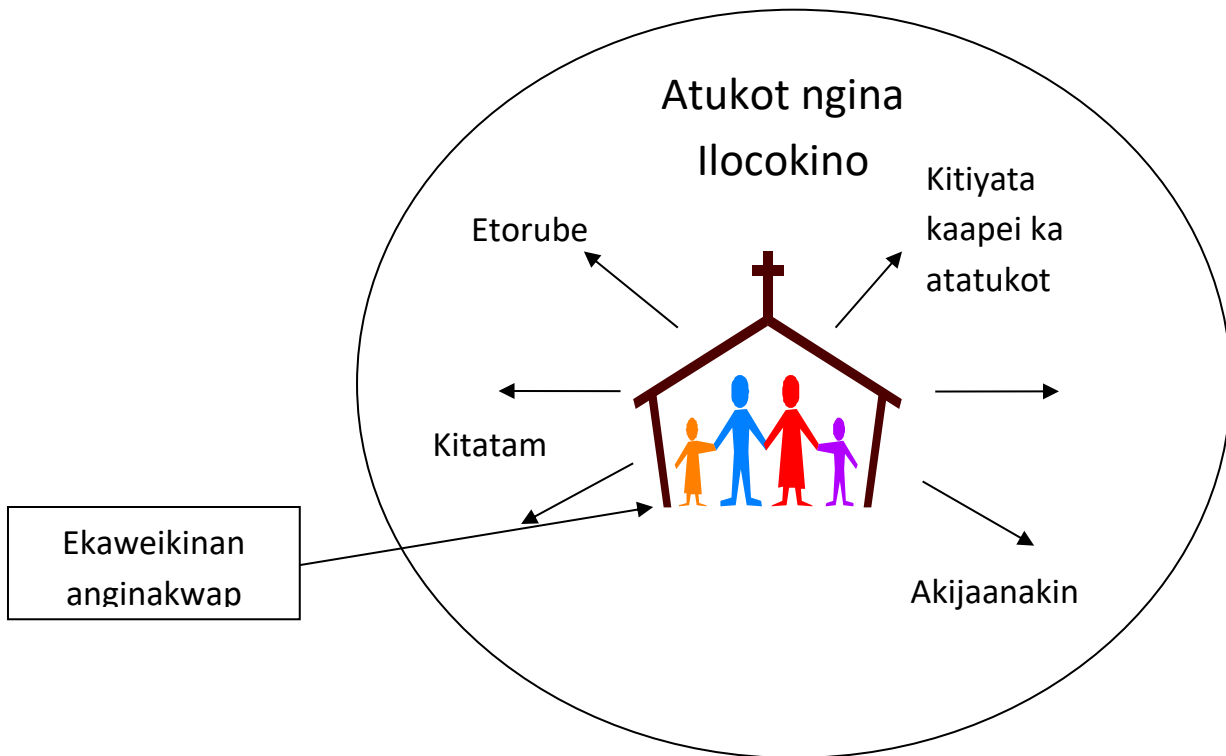 Atukot ngina
Ilocokino
Etorube
Kitiyata
kaapei ka
atatukot
Kitatam
Ekaweikinan
anginakwap
Akijaanakin